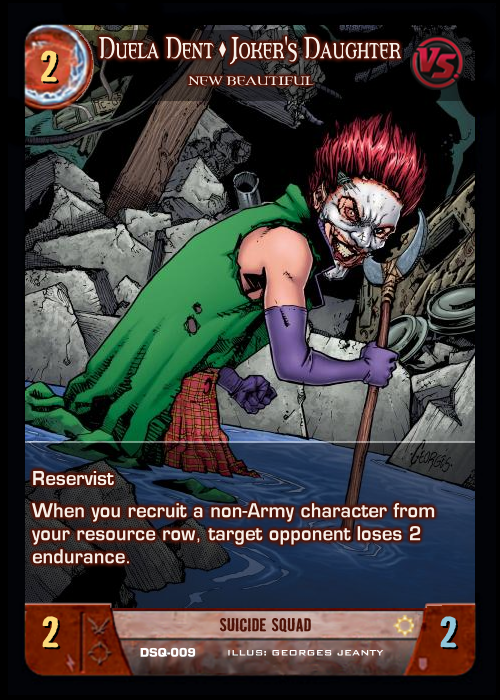 2
DUELA DENT ♦ JOKER'S DAUGHTER
NEW BEAUTIFUL
VS.
GEORGES
Reservist
When you recruit a non-Army character from
your resource row, target opponent loses 2
endurance.
2
SUICIDE SQUAD
2
DSQ-009 ILLUS: GEORGES JEANTY